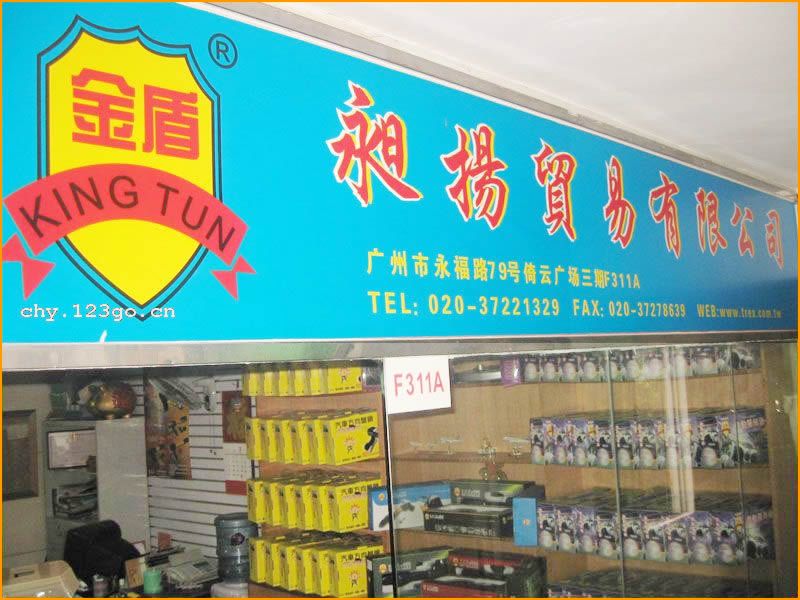 金盾
®
KING TUN
昶揚貿易有限公司
广州市永福路79号倚云广场三期F311A
TEL: 020-37221329 FAX: 020-37278639 WEB:www.trex.com.tw
chy.123go.cn
F311A